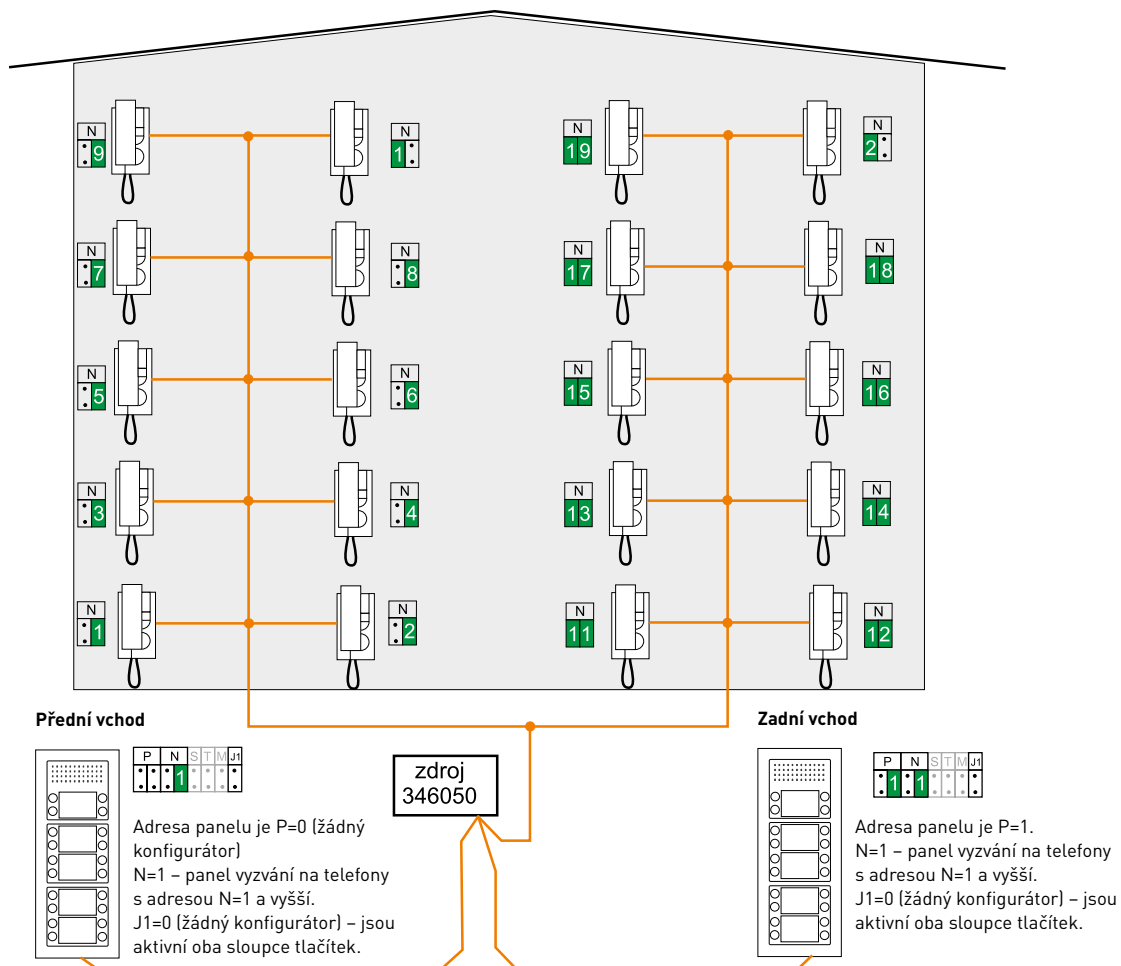 N
9
N
1
N
19
N
2
N
7
N
8
N
17
N
18
N
5
N
6
N
15
N
16
N
3
N
4
N
13
N
14
N
1
N
2
N
11
N
12
Přední vchod
P N S T M J1
1
Adresa panelu je P=0 (žádný
konfigurátor)
N=1 – panel vyzvání na telefony
s adresou N=1 a vyšší.
J1=0 (žádný konfigurátor) – jsou
aktivní oba sloupce tlačítek.
zdroj
346050
Zadní vchod
P N S T M J1
1 1
Adresa panelu je P=1.
N=1 – panel vyzvání na telefony
s adresou N=1 a vyšší.
J1=0 (žádný konfigurátor) – jsou
aktivní oba sloupce tlačítek.